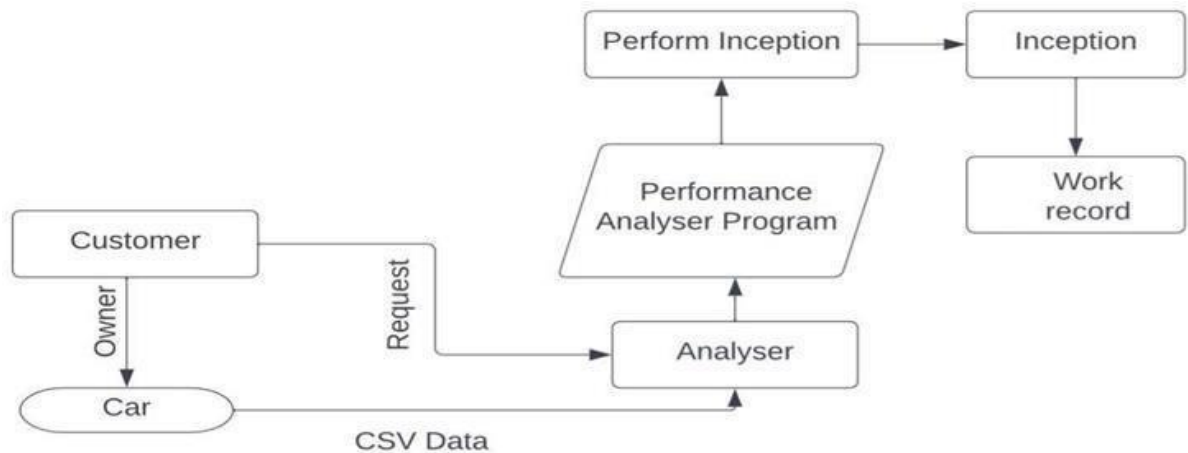 Perform Inception
Inception
Performance
Analyser Program
Work
record
Customer
Owner
Request
Analyser
Car
CSV Data